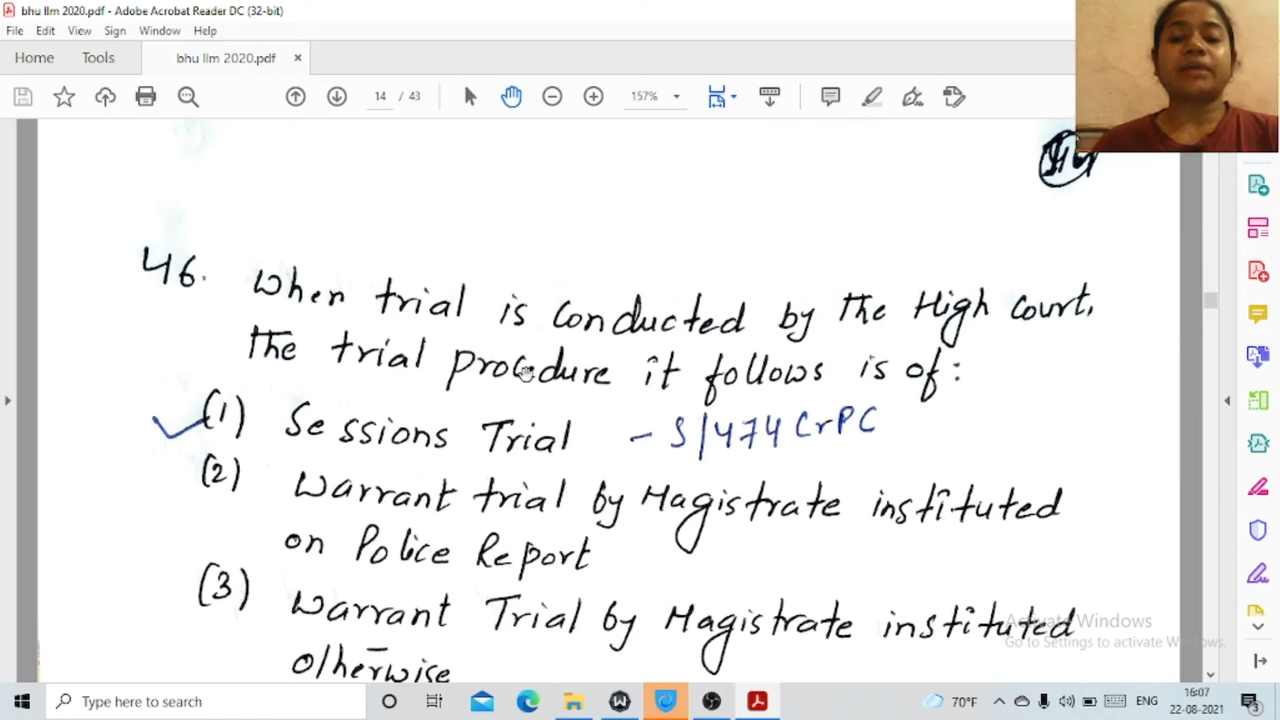 bhu llm 2020.pdf - Adobe Acrobat Reader DC (32-bit)
File Edit View Sign Window Help
Home Tools bhu llm 2020.pdf ×
14 / 43 157%
46. When trial is conducted by the High Court,
the trial procedure it follows is of:
(1) Sessions Trial - S/474 CrPC
(2) Warrant trial by Magistrate instituted
on Police Report
(3) Warrant Trial by Magistrate instituted
otherwise
Activate Windows
Go to Settings to activate Windows.
Type here to search
70°F ENG 16:07
22-08-2021
3